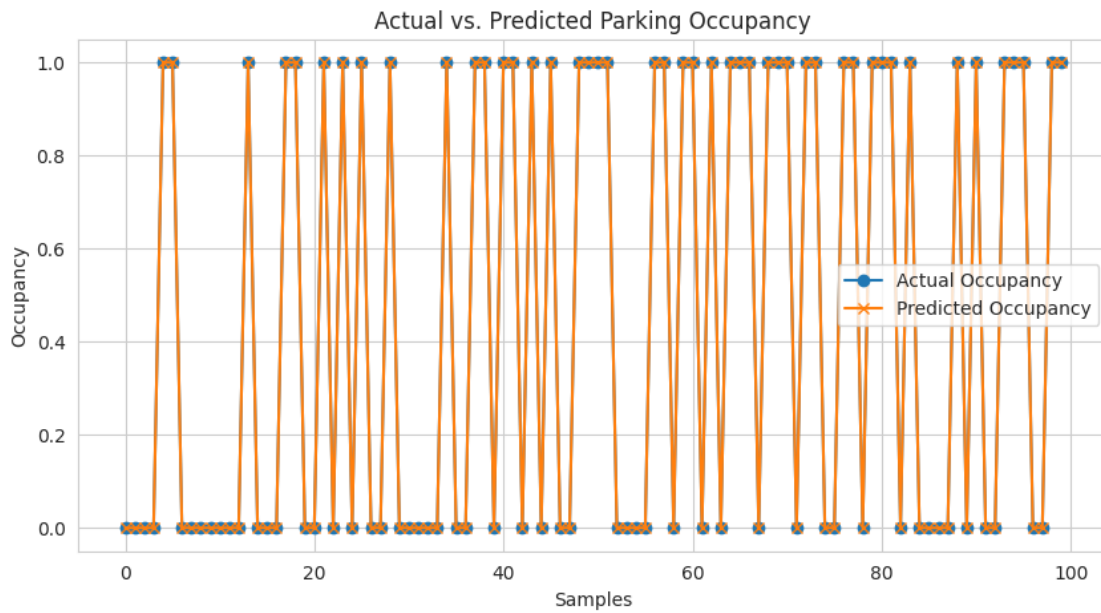 Actual vs. Predicted Parking Occupancy
1.0
0.8
0.6
0.4
0.2
0.0
Occupancy
Actual Occupancy
Predicted Occupancy
0 20 40 60 80 100
Samples